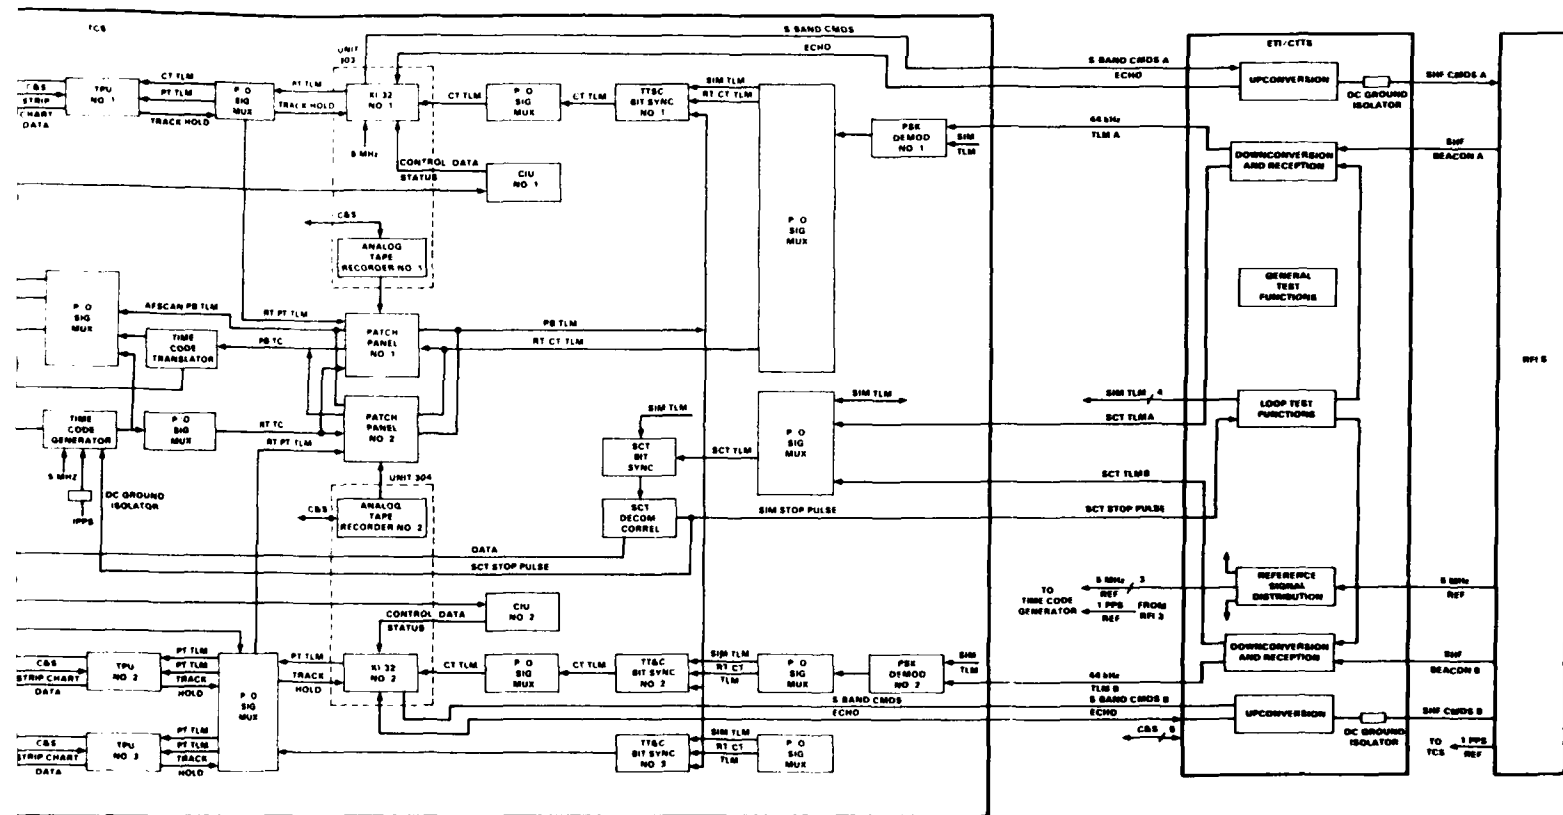 TCS
S BAND CMDS
ECHO
UNIT
303
C&S
STRIP
CHART
DATA
TPU
NO. 1
CT TLM
PT TLM
TRACK HOLD
P O
SIG
MUX
PT TLM
TRACK HOLD
KI 32
NO. 1
5 MHz
CT TLM
P O
SIG
MUX
CT TLM
TT&C
BIT SYNC
NO. 1
SIM TLM
RT CT TLM
P O
SIG
MUX
PSK
DEMOD
NO. 1
SIM
TLM
CONTROL DATA
STATUS
CIU
NO. 1
C&S
ANALOG
TAPE
RECORDER NO. 1
P O
SIG
MUX
AFSCAN PB TLM
RT PT TLM
PB TC
TIME
CODE
TRANSLATOR
PATCH
PANEL
NO. 1
PB TLM
RT CT TLM
TIME
CODE
GENERATOR
P O
SIG
MUX
RT TC
RT PT TLM
PATCH
PANEL
NO. 2
5 MHZ
1PPS
DC GROUND
ISOLATOR
UNIT 304
C&S
ANALOG
TAPE
RECORDER NO. 2
SIM TLM
SCT
BIT
SYNC
SCT TLM
P O
SIG
MUX
SIM TLM
SCT
DECOM
CORREL
SIM STOP PULSE
DATA
SCT STOP PULSE
CONTROL DATA
STATUS
CIU
NO. 2
C&S
STRIP CHART
DATA
TPU
NO. 2
PT TLM
PT TLM
TRACK
HOLD
P O
SIG
MUX
PT TLM
TRACK
HOLD
KI 32
NO. 2
CT TLM
P O
SIG
MUX
CT TLM
TT&C
BIT SYNC
NO. 2
SIM TLM
RT CT
TLM
P O
SIG
MUX
PSK
DEMOD
NO. 2
SIM
TLM
S BAND CMDS
ECHO
C&S
STRIP CHART
DATA
TPU
NO. 3
PT TLM
PT TLM
TRACK
HOLD
TT&C
BIT SYNC
NO. 3
SIM TLM
RT CT
TLM
P O
SIG
MUX
ETI/CTTS
S BAND CMDS A
ECHO
UPCONVERSION
DC GROUND
ISOLATOR
SHF CMDS A
64 kHz
TLM A
DOWNCONVERSION
AND RECEPTION
SHF
BEACON A
GENERAL
TEST
FUNCTIONS
RFI 5
SIM TLM 4
SCT TLM A
LOOP TEST
FUNCTIONS
SCT TLM B
SCT STOP PULSE
TO
TIME CODE
GENERATOR
5 MHz 3
REF
1 PPS
REF
FROM
RFI 3
REFERENCE
SIGNAL
DISTRIBUTION
5 MHz
REF
DOWNCONVERSION
AND RECEPTION
SHF
BEACON B
64 kHz
TLM B
S BAND CMDS B
ECHO
C&S
UPCONVERSION
DC GROUND
ISOLATOR
SHF CMDS B
TO
TCS
1 PPS
REF